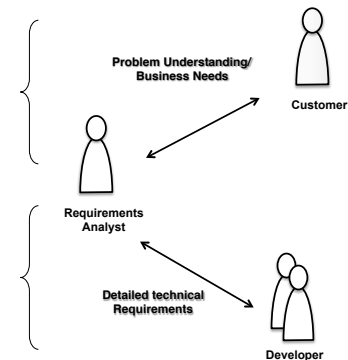 Problem Understanding/
Business Needs
Customer
Requirements
Analyst
Detailed technical
Requirements
Developer